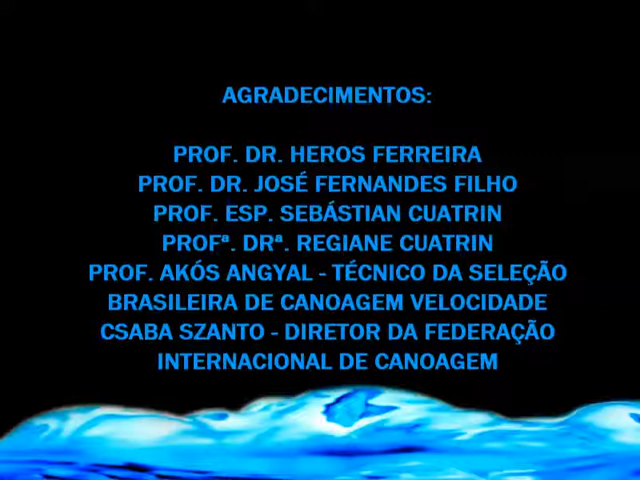 AGRADECIMENTOS:
PROF. DR. HEROS FERREIRA
PROF. DR. JOSÉ FERNANDES FILHO
PROF. ESP. SEBÁSTIAN CUATRIN
PROFª. DRª. REGIANE CUATRIN
PROF. AKÓS ANGYAL - TÉCNICO DA SELEÇÃO
BRASILEIRA DE CANOAGEM VELOCIDADE
CSABA SZANTO - DIRETOR DA FEDERAÇÃO
INTERNACIONAL DE CANOAGEM